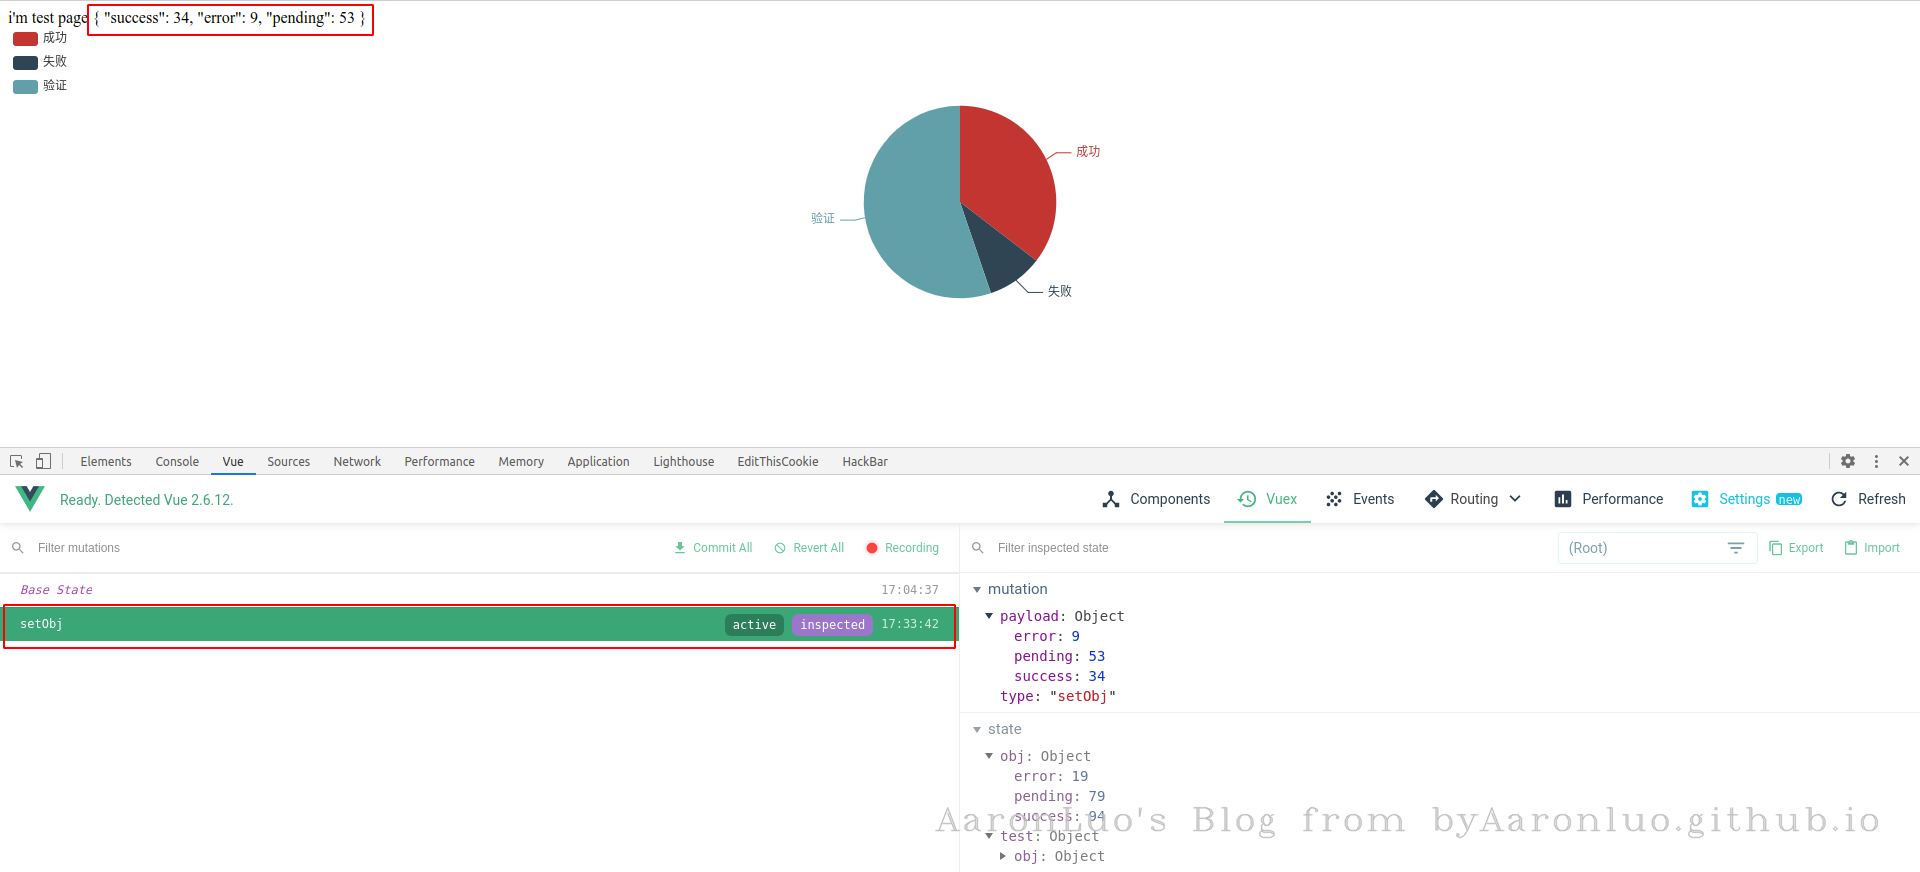 i'm test page { "success": 34, "error": 9, "pending": 53 }
成功
失败
验证
成功
验证
失败
Elements Console Vue Sources Network Performance Memory Application Lighthouse EditThisCookie HackBar
Ready. Detected Vue 2.6.12. Components Vuex Events Routing Performance Settings new Refresh
Filter mutations Commit All Revert All Recording Filter inspected state (Root) Export Import
Base State 17:04:37
setObj active inspected 17:33:42
mutation
payload: Object
error: 9
pending: 53
success: 34
type: "setObj"
state
obj: Object
error: 19
pending: 79
success: 94
AaronLuo's Blog from byAaronluo.github.io
test: Object
obj: Object